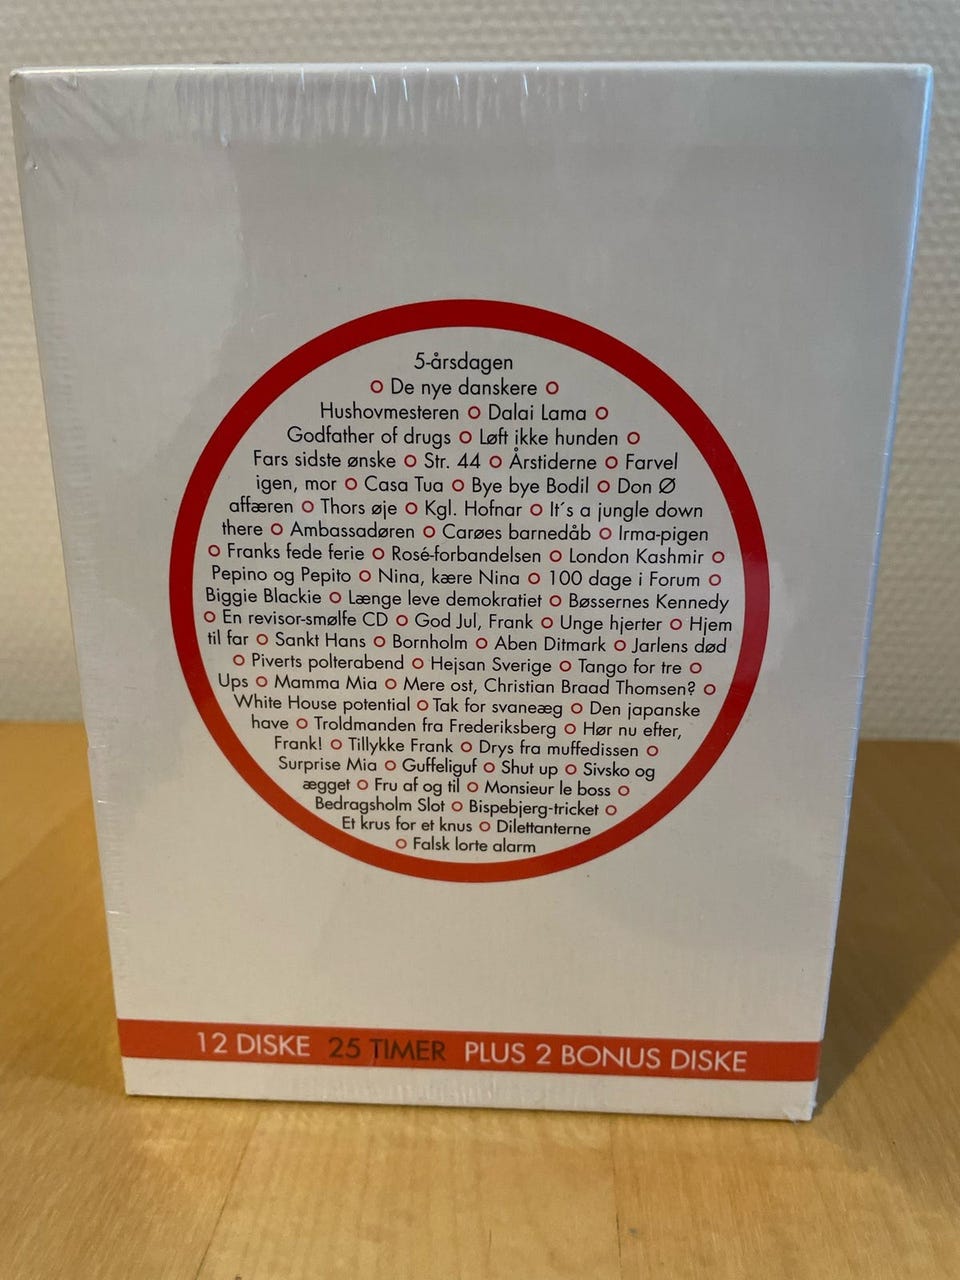 5-årsdagen
o De nye danskere o
Hushovmesteren o Dalai Lama o
Godfather of drugs o Løft ikke hunden o
Fars sidste ønske o Str. 44 o Årstiderne o Farvel
igen, mor o Casa Tua o Bye bye Bodil o Don Ø
affæren o Thors øje o Kgl. Hofnar o It´s a jungle down
there o Ambassadøren o Carøes barnedåb o Irma-pigen
o Franks fede ferie o Rosé-forbandelsen o London Kashmir o
Pepino og Pepito o Nina, kære Nina o 100 dage i Forum o
Biggie Blackie o Længe leve demokratiet o Bøssernes Kennedy
o En revisor-smølfe CD o God Jul, Frank o Unge hjerter o Hjem
til far o Sankt Hans o Bornholm o Aben Ditmark o Jarlens død
o Piverts polterabend o Hejsan Sverige o Tango for tre o
Ups o Mamma Mia o Mere ost, Christian Braad Thomsen? o
White House potential o Tak for svaneæg o Den japanske
have o Troldmanden fra Frederiksberg o Hør nu efter,
Frank! o Tillykke Frank o Drys fra muffedissen o
Surprise Mia o Guffeliguf o Shut up o Sivsko og
ægget o Fru af og til o Monsieur le boss o
Bedragsholm Slot o Bispebjerg-tricket o
Et krus for et knus o Dilettanterne
o Falsk lorte alarm
12 DISKE 25 TIMER PLUS 2 BONUS DISKE